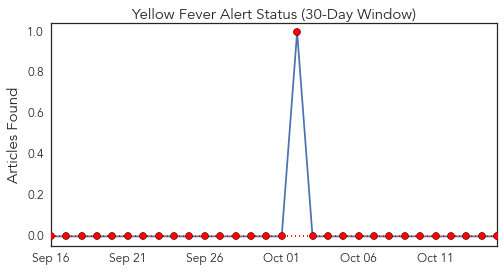 Yellow Fever Alert Status (30-Day Window)
Articles Found
1.0
0.8
0.6
0.4
0.2
0.0
Sep 16 Sep 21 Sep 26 Oct 01 Oct 06 Oct 11